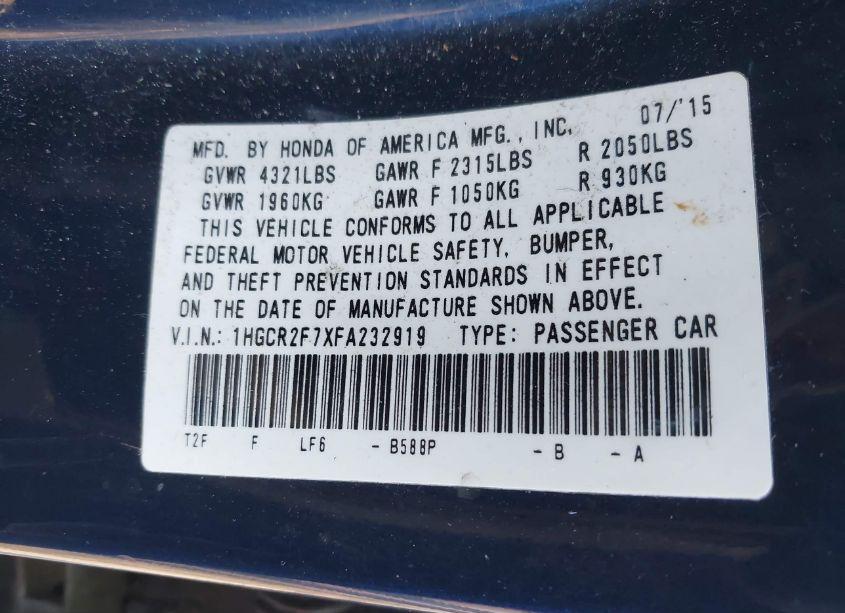 MFD. BY HONDA OF AMERICA MFG., INC. 07/'15
GVWR 4321LBS GAWR F 2315LBS R 2050LBS
GVWR 1960KG GAWR F 1050KG R 930KG
THIS VEHICLE CONFORMS TO ALL APPLICABLE
FEDERAL MOTOR VEHICLE SAFETY, BUMPER,
AND THEFT PREVENTION STANDARDS IN EFFECT
ON THE DATE OF MANUFACTURE SHOWN ABOVE.
V.I.N.: 1HGCR2F7XFA232919 TYPE: PASSENGER CAR
T2F F LF6 - B588P - B - A